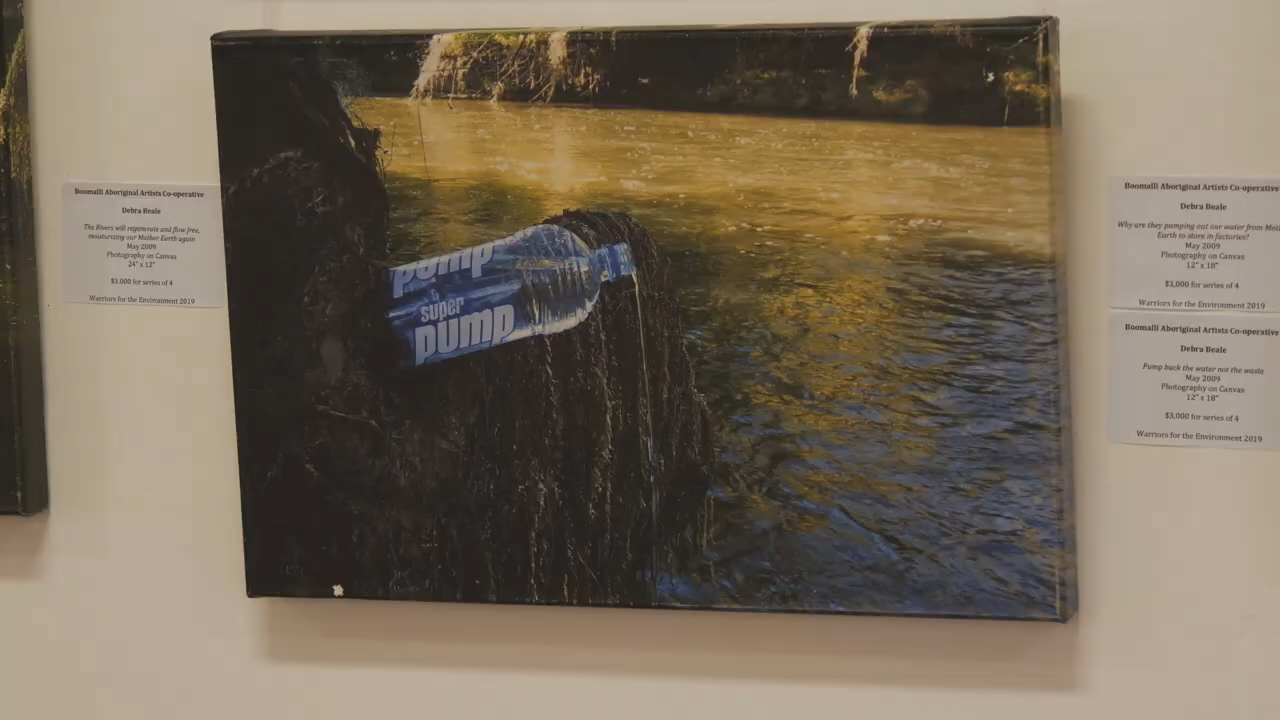 Boomalli Aboriginal Artists Co-operative
Debra Beale
The Rivers will regenerate and flow free,
mouturizing our Mother Earth again
May 2009
Photography on Canvas
24" x 12"
$3,000 for series of 4
Warriors for the Environment 2019
pump
super
pump
Boomalli Aboriginal Artists Co-operative
Debra Beale
Why are they pumping out our water from Mot
Earth to store in factories?
May 2009
Photography on Canvas
12" x 18"
$3,000 for series of 4
Warriors for the Environment 2019
Boomalli Aboriginal Artists Co-operative
Debra Beale
Pump back the water not the waste
May 2009
Photography on Canvas
12" x 18"
$3,000 for series of 4
Warriors for the Environment 2019